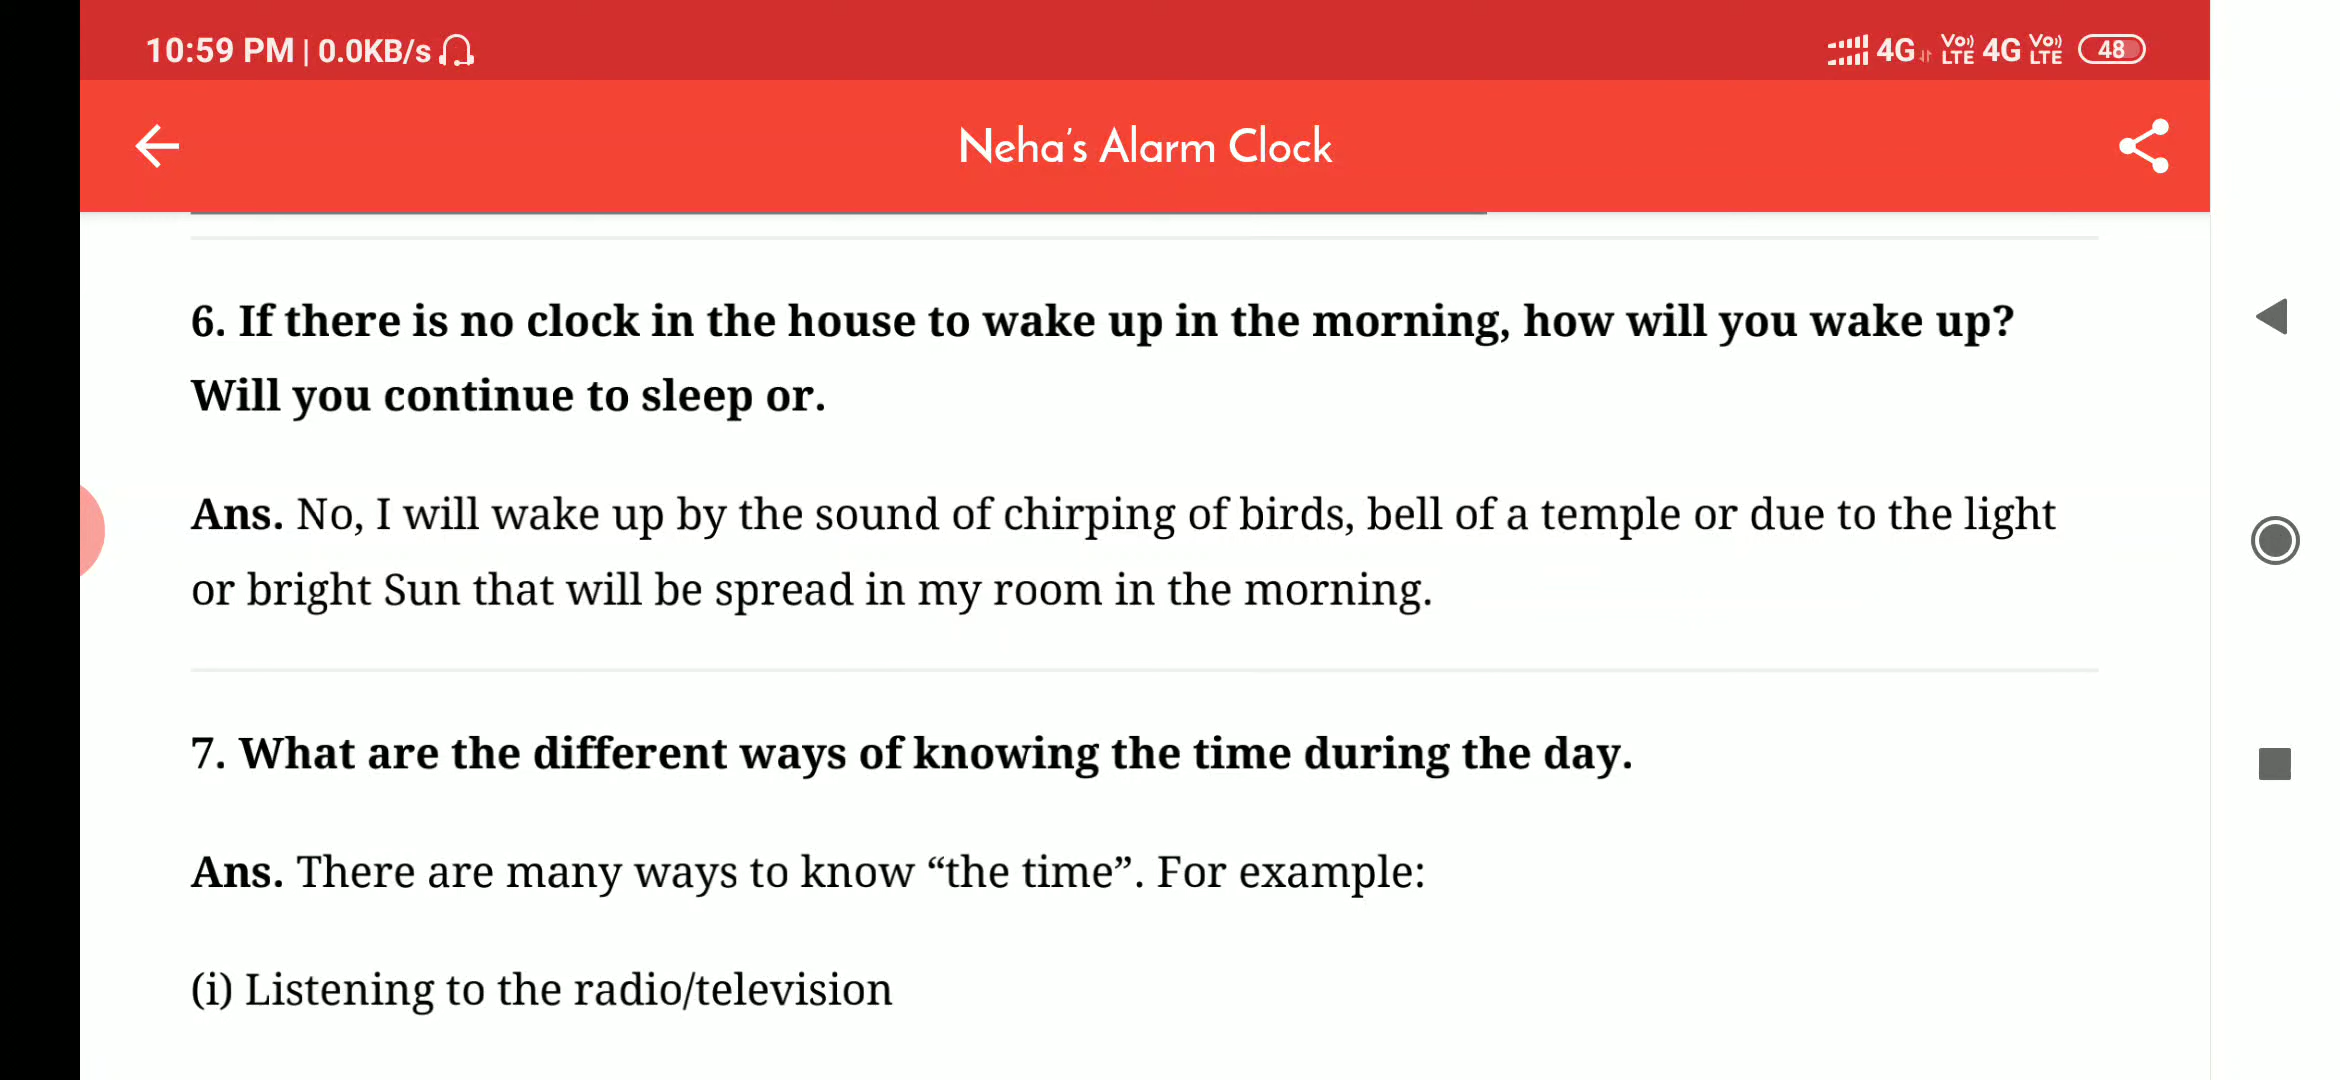 10:59 PM | 0.0KB/s 4G Vo)) LTE 4G Vo)) LTE 48
Neha's Alarm Clock
6. If there is no clock in the house to wake up in the morning, how will you wake up?
Will you continue to sleep or.
Ans. No, I will wake up by the sound of chirping of birds, bell of a temple or due to the light
or bright Sun that will be spread in my room in the morning.
7. What are the different ways of knowing the time during the day.
Ans. There are many ways to know “the time”. For example:
(i) Listening to the radio/television